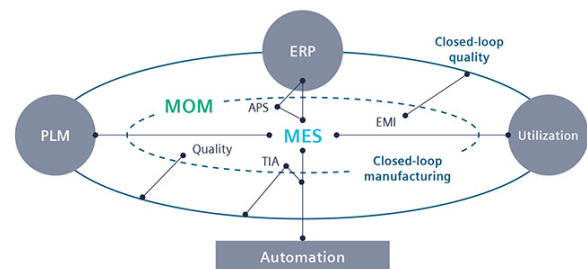 ERP
Closed-loop
quality
MOM
APS
EMI
PLM
MES
Utilization
Quality
TIA
Closed-loop
manufacturing
Automation